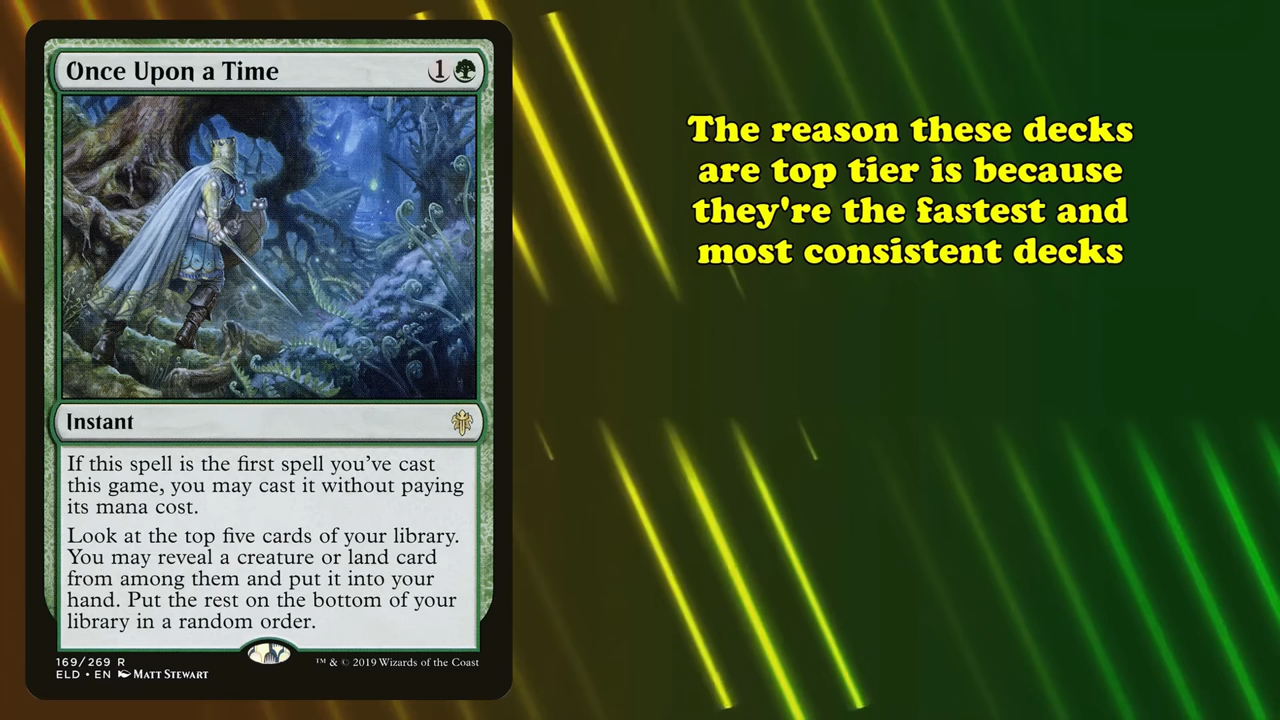 Once Upon a Time
1
Instant
If this spell is the first spell you've cast
this game, you may cast it without paying
its mana cost.
Look at the top five cards of your library.
You may reveal a creature or land card
from among them and put it into your
hand. Put the rest on the bottom of your
library in a random order.
169/269 R
ELD • EN Matt Stewart
™ & © 2019 Wizards of the Coast
The reason these decks
are top tier is because
they're the fastest and
most consistent decks